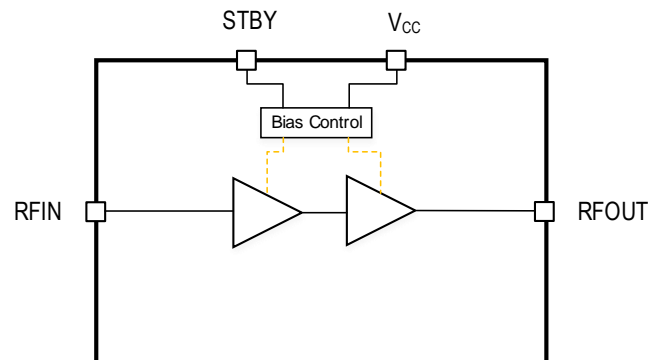 STBY
VCC
Bias Control
RFIN
RFOUT